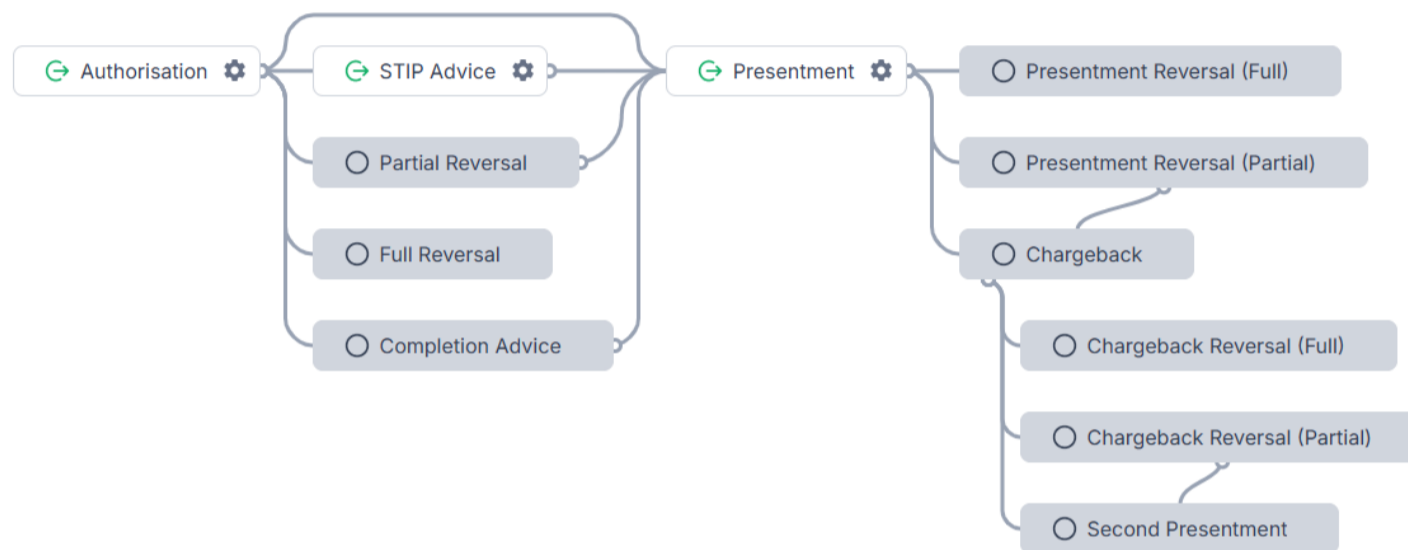 Authorisation
STIP Advice
Presentment
Presentment Reversal (Full)
Partial Reversal
Presentment Reversal (Partial)
Full Reversal
Chargeback
Completion Advice
Chargeback Reversal (Full)
Chargeback Reversal (Partial)
Second Presentment